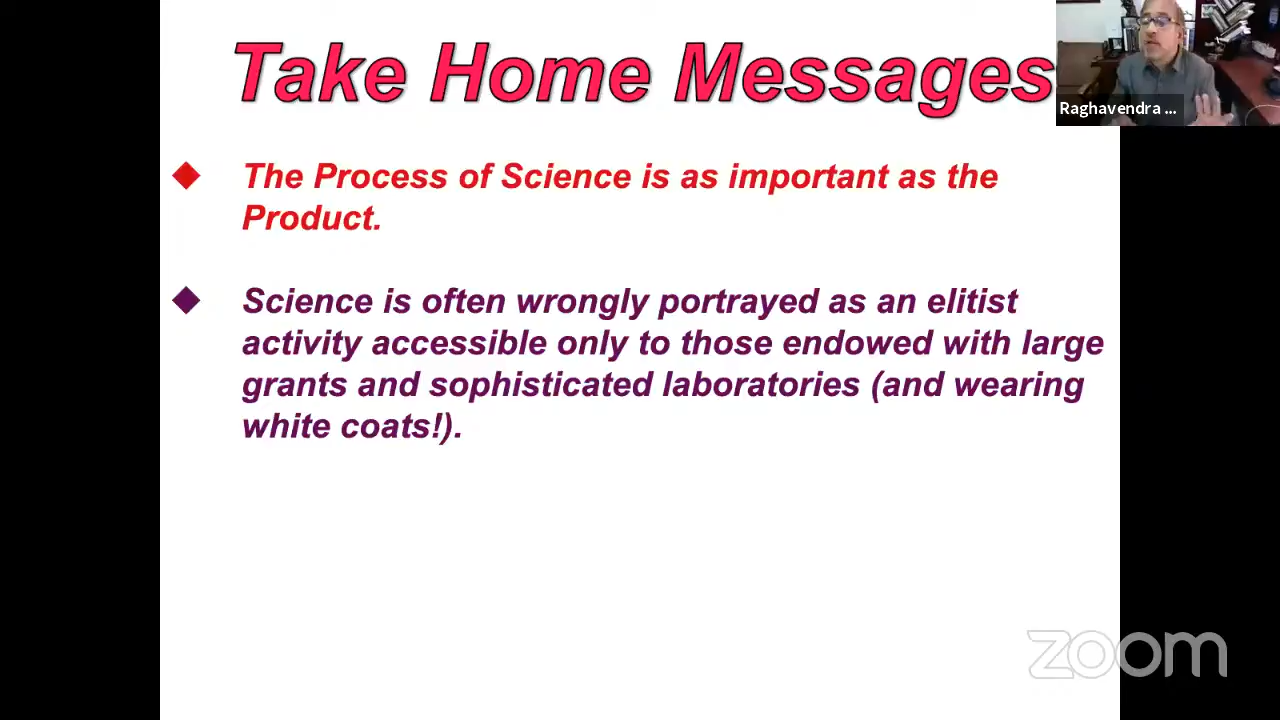 Take Home Messages
Raghavendra ...
The Process of Science is as important as the
Product.
Science is often wrongly portrayed as an elitist
activity accessible only to those endowed with large
grants and sophisticated laboratories (and wearing
white coats!).
zoom